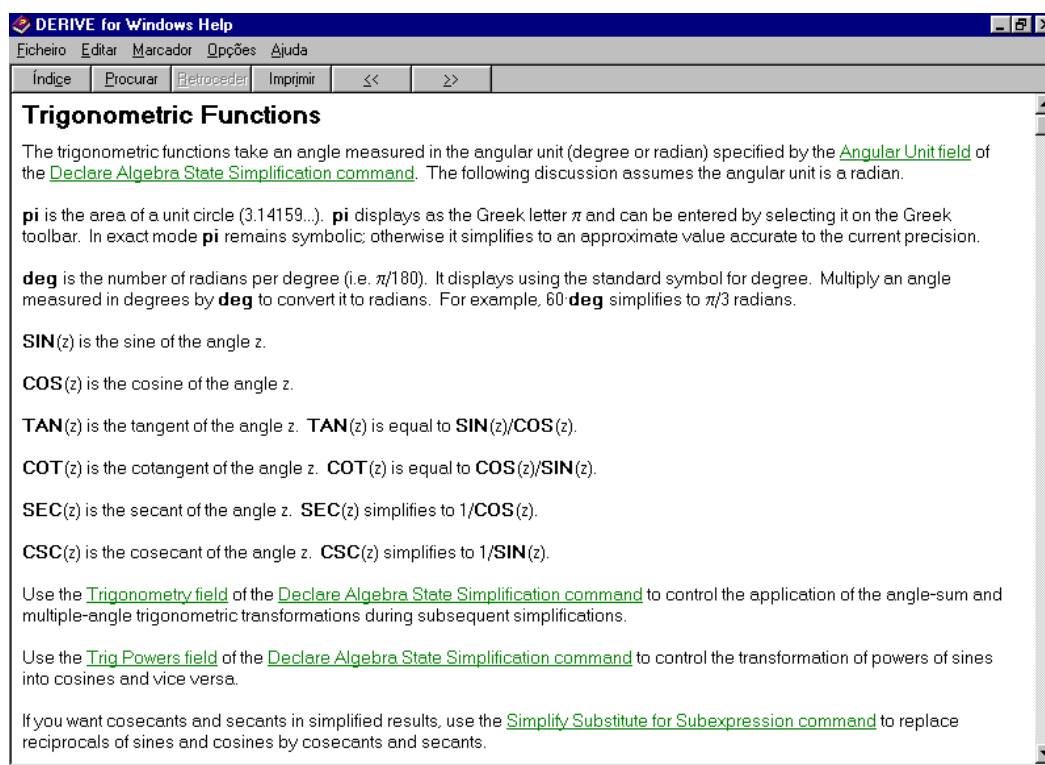 DERIVE for Windows Help
Ficheiro Editar Marcador Opções Ajuda
Índice Procurar Retroceder Imprimir << >>
Trigonometric Functions
The trigonometric functions take an angle measured in the angular unit (degree or radian) specified by the Angular Unit field of
the Declare Algebra State Simplification command. The following discussion assumes the angular unit is a radian.
pi is the area of a unit circle (3.14159...). pi displays as the Greek letter π and can be entered by selecting it on the Greek
toolbar. In exact mode pi remains symbolic; otherwise it simplifies to an approximate value accurate to the current precision.
deg is the number of radians per degree (i.e. π/180). It displays using the standard symbol for degree. Multiply an angle
measured in degrees by deg to convert it to radians. For example, 60·deg simplifies to π/3 radians.
SIN(z) is the sine of the angle z.
COS(z) is the cosine of the angle z.
TAN(z) is the tangent of the angle z. TAN(z) is equal to SIN(z)/COS(z).
COT(z) is the cotangent of the angle z. COT(z) is equal to COS(z)/SIN(z).
SEC(z) is the secant of the angle z. SEC(z) simplifies to 1/COS(z).
CSC(z) is the cosecant of the angle z. CSC(z) simplifies to 1/SIN(z).
Use the Trigonometry field of the Declare Algebra State Simplification command to control the application of the angle-sum and
multiple-angle trigonometric transformations during subsequent simplifications.
Use the Trig Powers field of the Declare Algebra State Simplification command to control the transformation of powers of sines
into cosines and vice versa.
If you want cosecants and secants in simplified results, use the Simplify Substitute for Subexpression command to replace
reciprocals of sines and cosines by cosecants and secants.